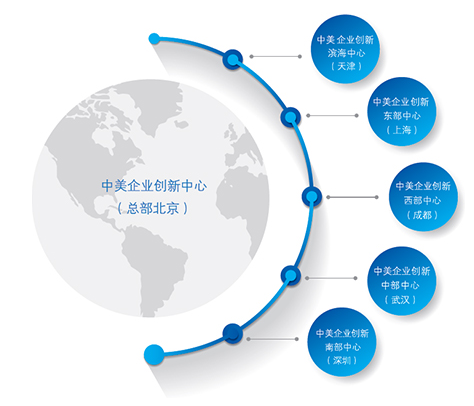 中美企业创新
滨海中心
（天津）
中美企业创新
东部中心
（上海）
中美企业创新中心
（总部北京）
中美企业创新
西部中心
（成都）
中美企业创新
中部中心
（武汉）
中美企业创新
南部中心
（深圳）